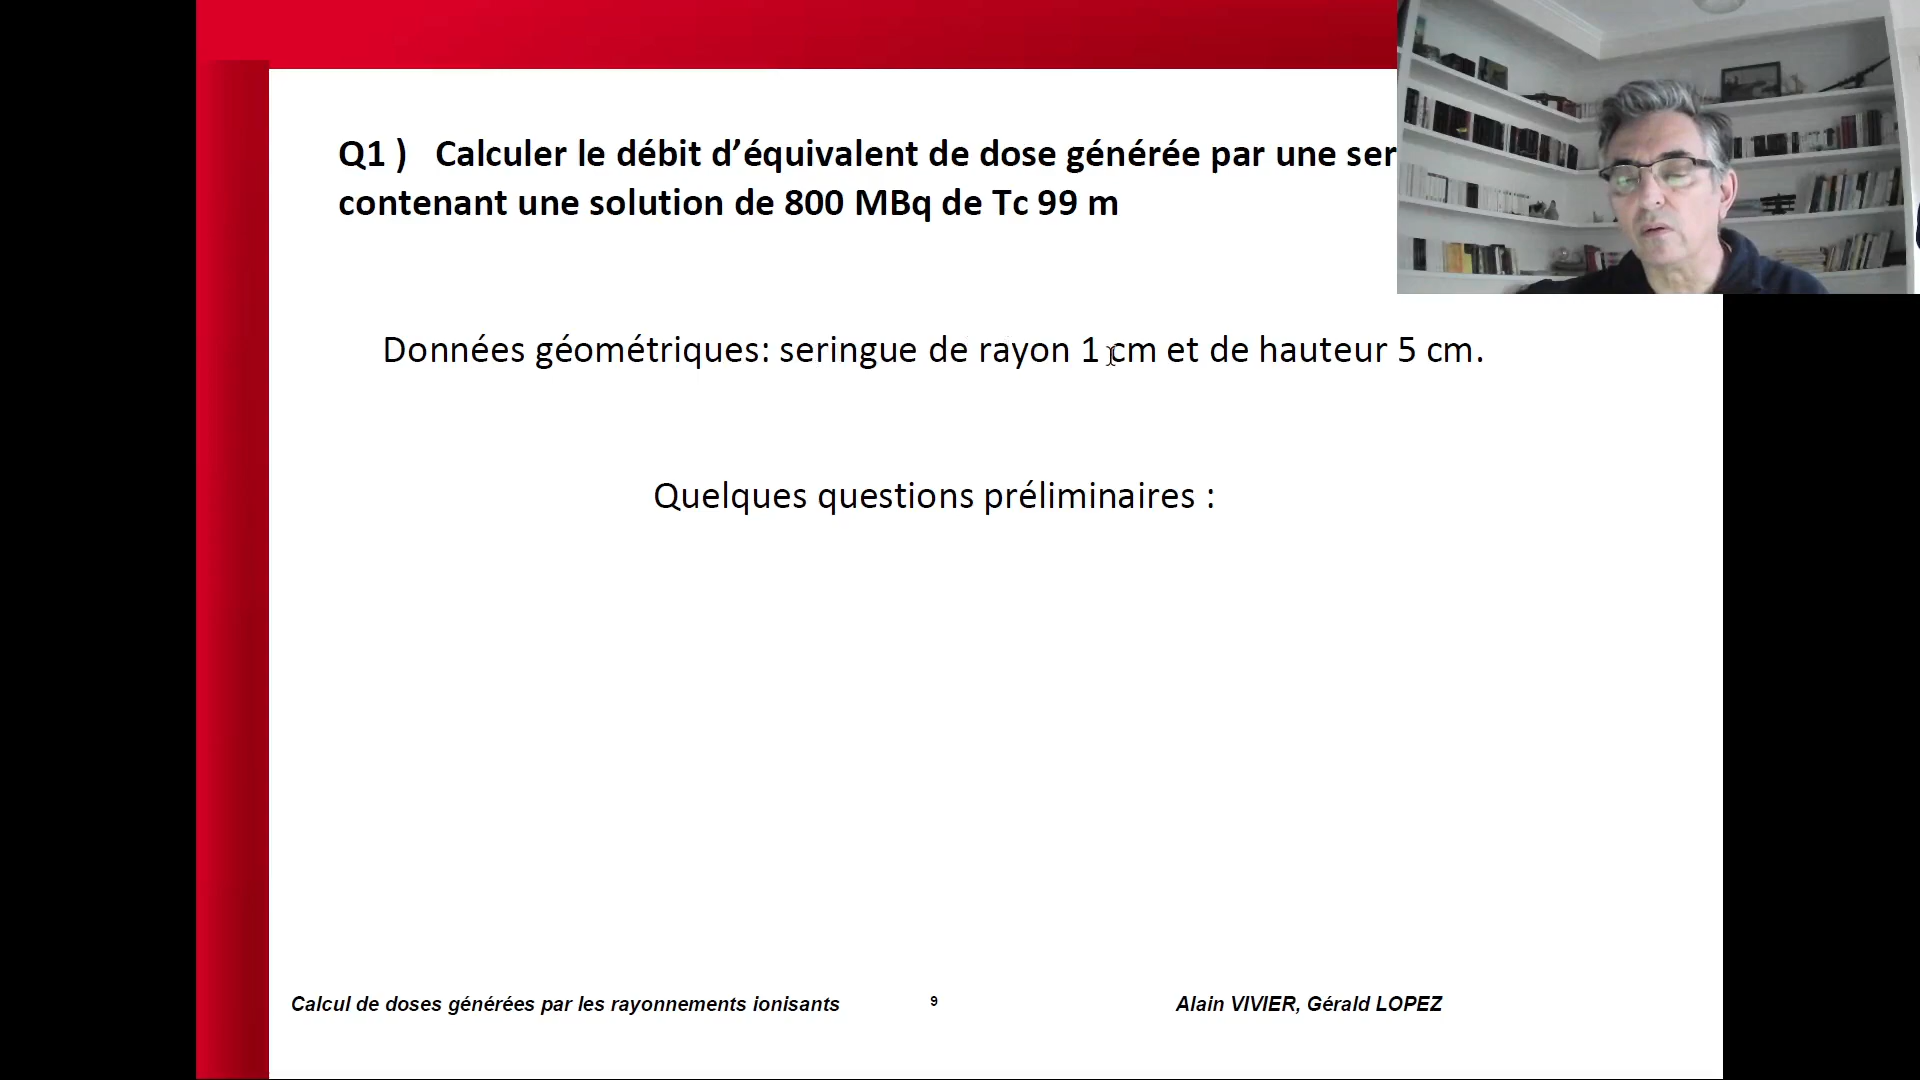 Q1 ) Calculer le débit d’équivalent de dose générée par une ser
contenant une solution de 800 MBq de Tc 99 m
Données géométriques: seringue de rayon 1 cm et de hauteur 5 cm.
Quelques questions préliminaires :
Calcul de doses générées par les rayonnements ionisants
9
Alain VIVIER, Gérald LOPEZ